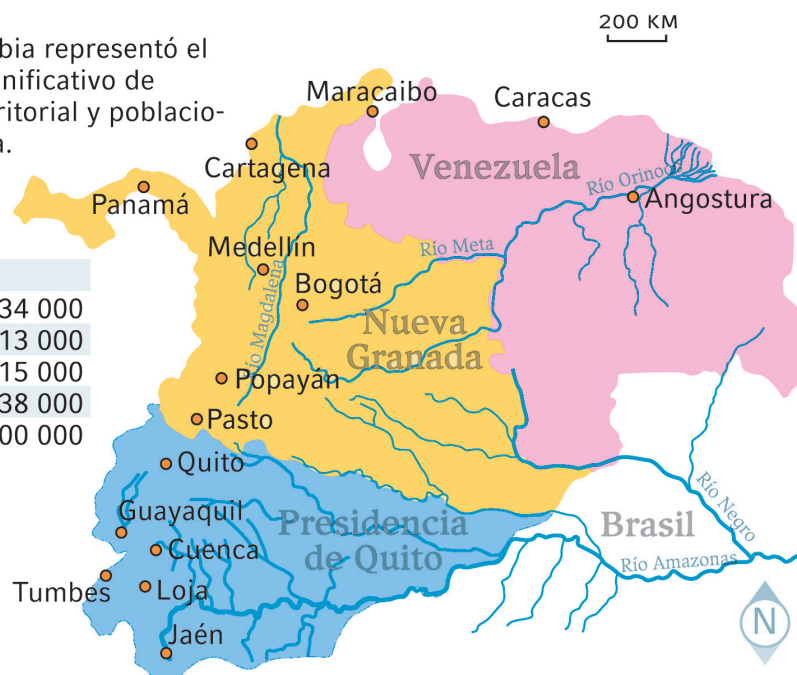 200 KM
bia representó el
nificativo de
ritorial y poblacio-
a.
34 000
13 000
15 000
38 000
00 000
Maracaibo
Caracas
Cartagena
Venezuela
Río Orinoco
Angostura
Panamá
Medellín
Río Meta
Bogotá
Río Magdalena
Nueva
Granada
Popayán
Pasto
Quito
Guayaquil
Presidencia
de Quito
Cuenca
Brasil
Río Negro
Río Amazonas
Tumbes
Loja
Jaén
N